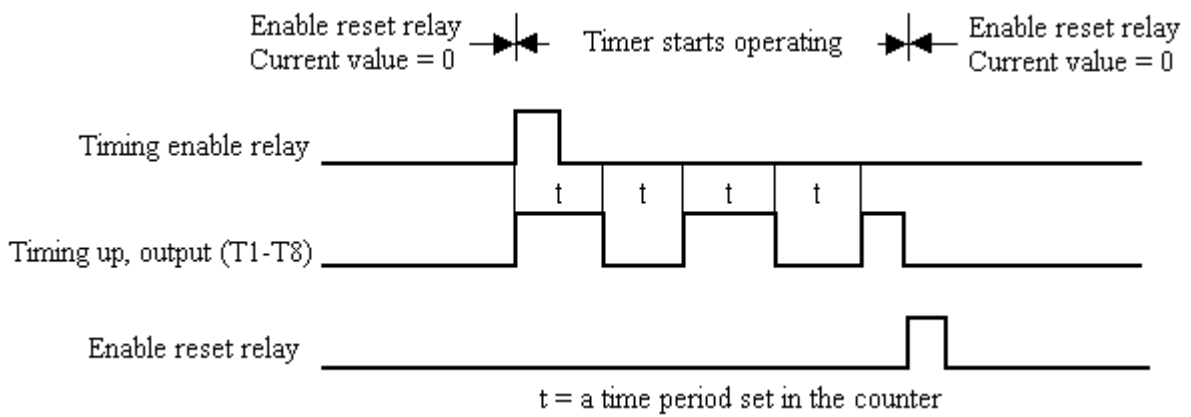 Enable reset relay
Current value = 0
Timer starts operating
Enable reset relay
Current value = 0
Timing enable relay
t
t
t
t
Timing up, output (T1-T8)
Enable reset relay
t = a time period set in the counter